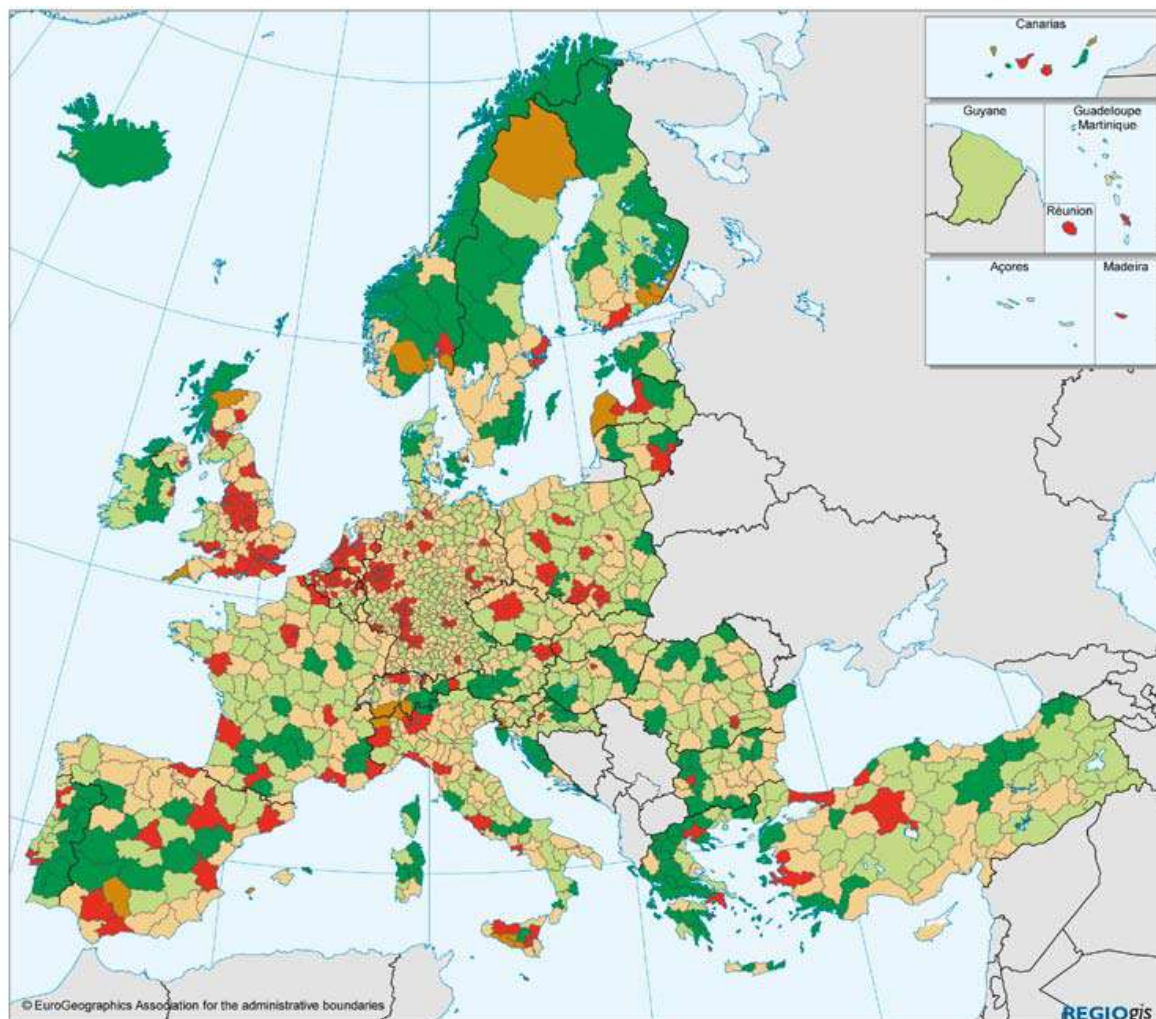 Canarias
Guyane
Guadeloupe
Martinique
Réunion
Açores
Madeira
© EuroGeographics Association for the administrative boundaries
REGIOgis